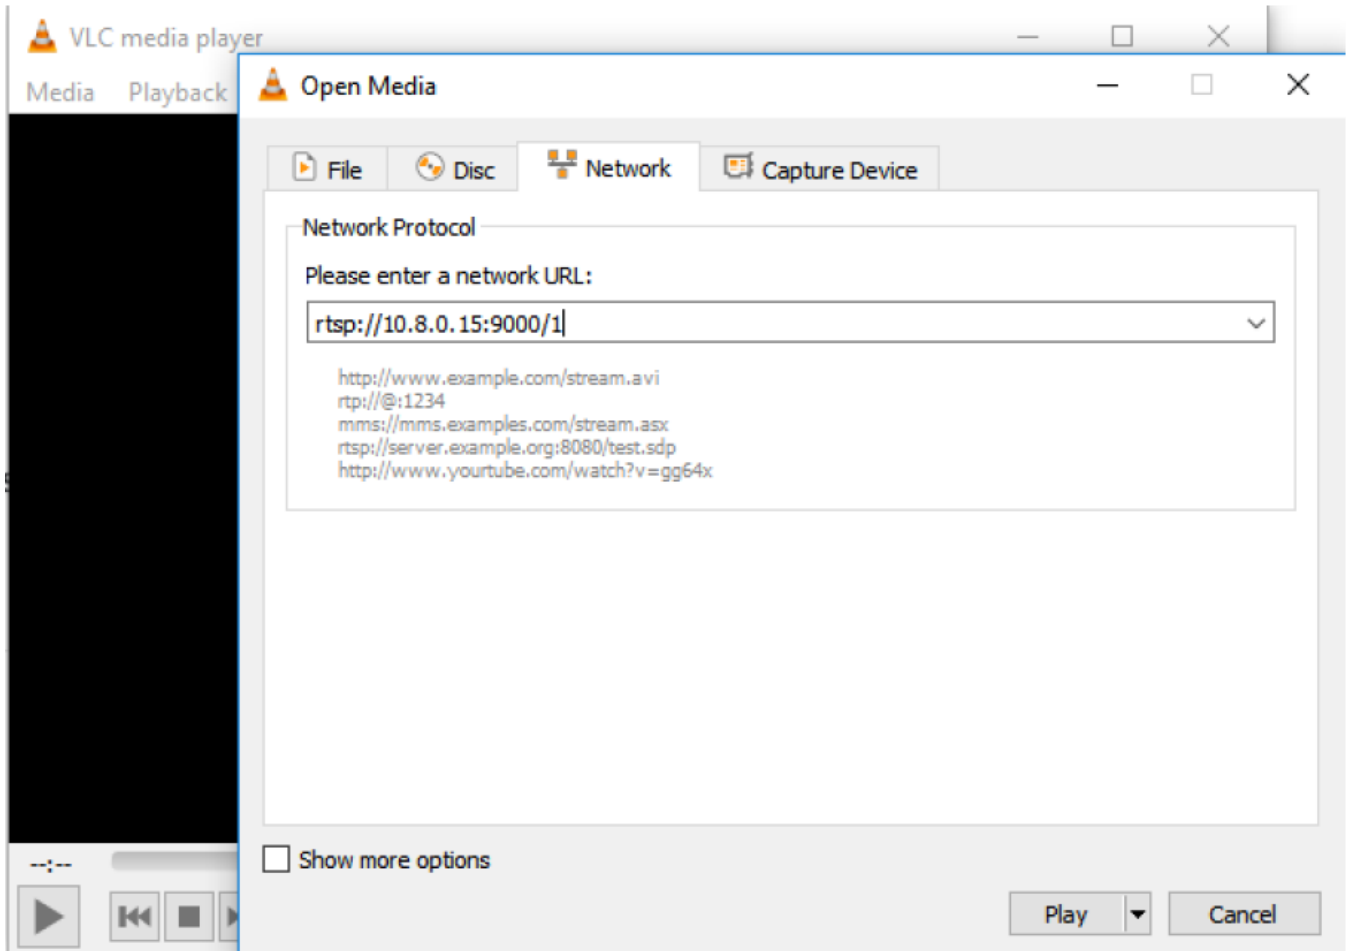 VLC media player
Media Playback
Open Media
File Disc Network Capture Device
Network Protocol
Please enter a network URL:
rtsp://10.8.0.15:9000/1
http://www.example.com/stream.avi
rtp://@:1234
mms://mms.examples.com/stream.asx
rtsp://server.example.org:8080/test.sdp
http://www.yourtube.com/watch?v=gg64x
--:--
Show more options
Play Cancel